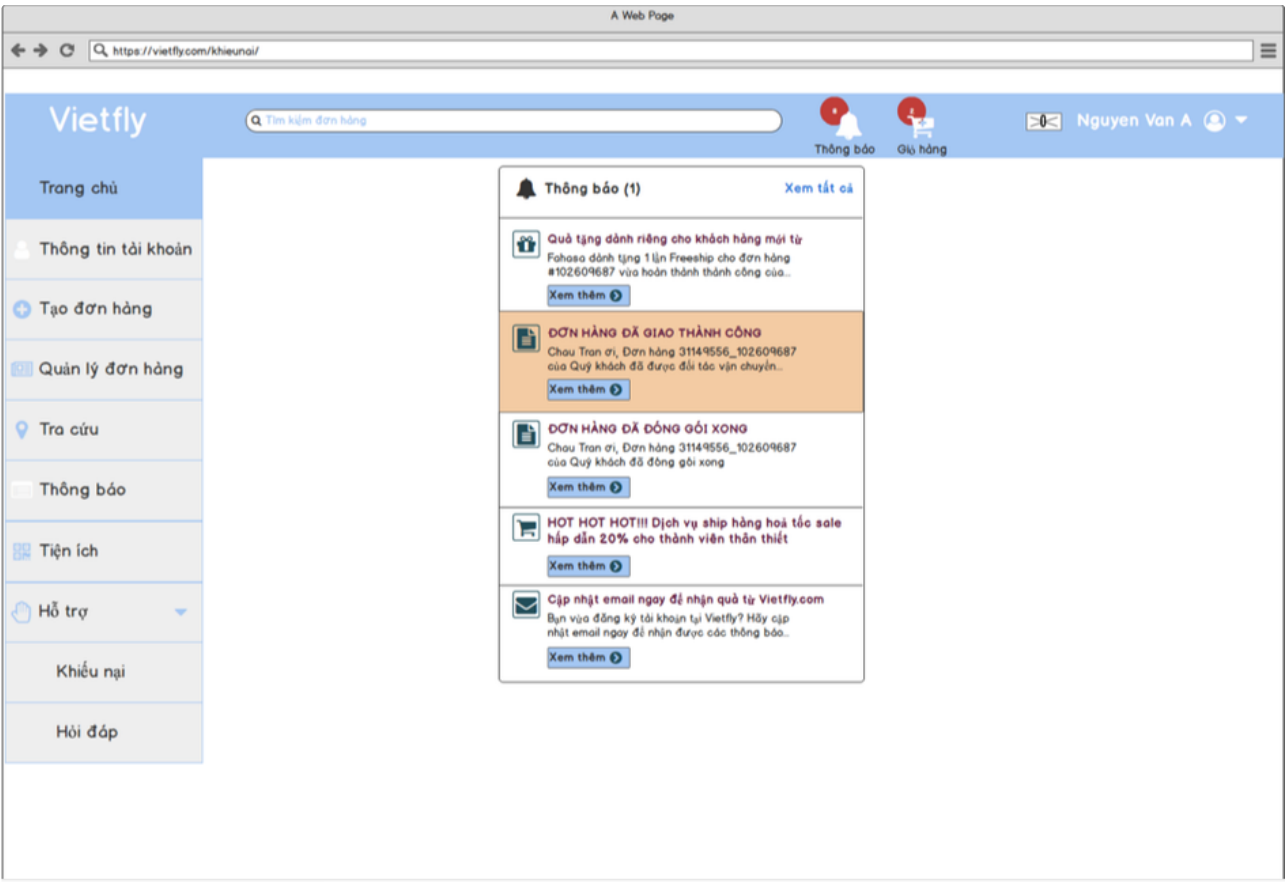 A Web Page
https://vietfly.com/khieunai/
Vietfly
Tìm kiếm đơn hàng
Thông báo
Giỏ hàng
Nguyen Van A
Trang chủ
Thông tin tài khoản
Tạo đơn hàng
Quản lý đơn hàng
Tra cứu
Thông báo
Tiện ích
Hỗ trợ
Khiếu nại
Hỏi đáp
Thông báo (1)
Xem tất cả
Quà tặng dành riêng cho khách hàng mới từ
Fahasa dành tặng 1 lần Freeship cho đơn hàng
#102609687 vừa hoàn thành thành công của...
Xem thêm
ĐƠN HÀNG ĐÃ GIAO THÀNH CÔNG
Chau Tran ơi, Đơn hàng 31149556_102609687
của Quý khách đã được đối tác vận chuyển...
Xem thêm
ĐƠN HÀNG ĐÃ ĐÓNG GÓI XONG
Chau Tran ơi, Đơn hàng 31149556_102609687
của Quý khách đã đóng gói xong
Xem thêm
HOT HOT HOT!!! Dịch vụ ship hàng hoả tốc sale
hấp dẫn 20% cho thành viên thân thiết
Xem thêm
Cập nhật email ngay để nhận quà từ Vietfly.com
Bạn vừa đăng ký tài khoản tại Vietfly? Hãy cập
nhật email ngay để nhận được các thông báo...
Xem thêm